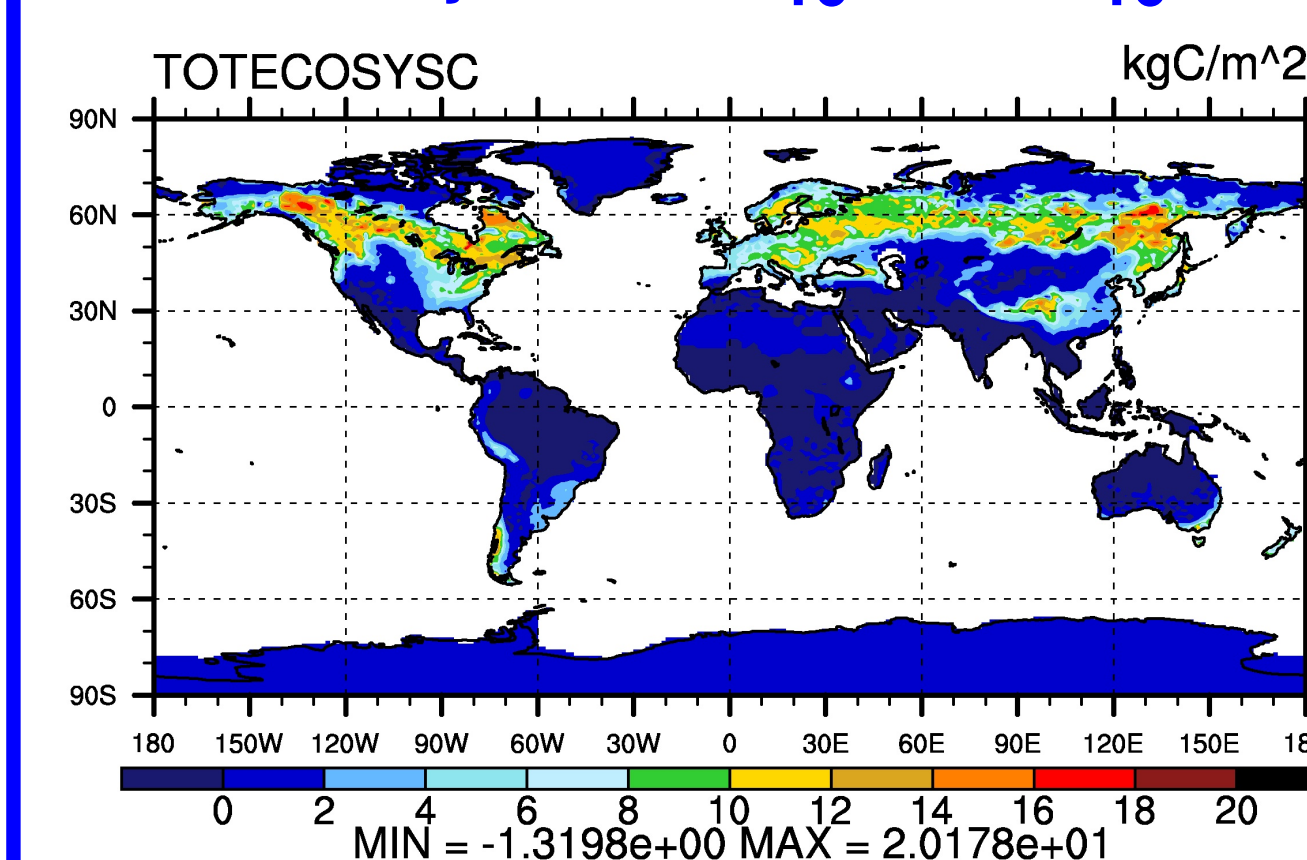 TOTECOSYSC kgC/m^2
90N
60N
30N
0
30S
60S
90S
180 150W 120W 90W 60W 30W 0 30E 60E 90E 120E 150E
0 2 4 6 8 10 12 14 16 18 20
MIN = -1.3198e+00 MAX = 2.0178e+01